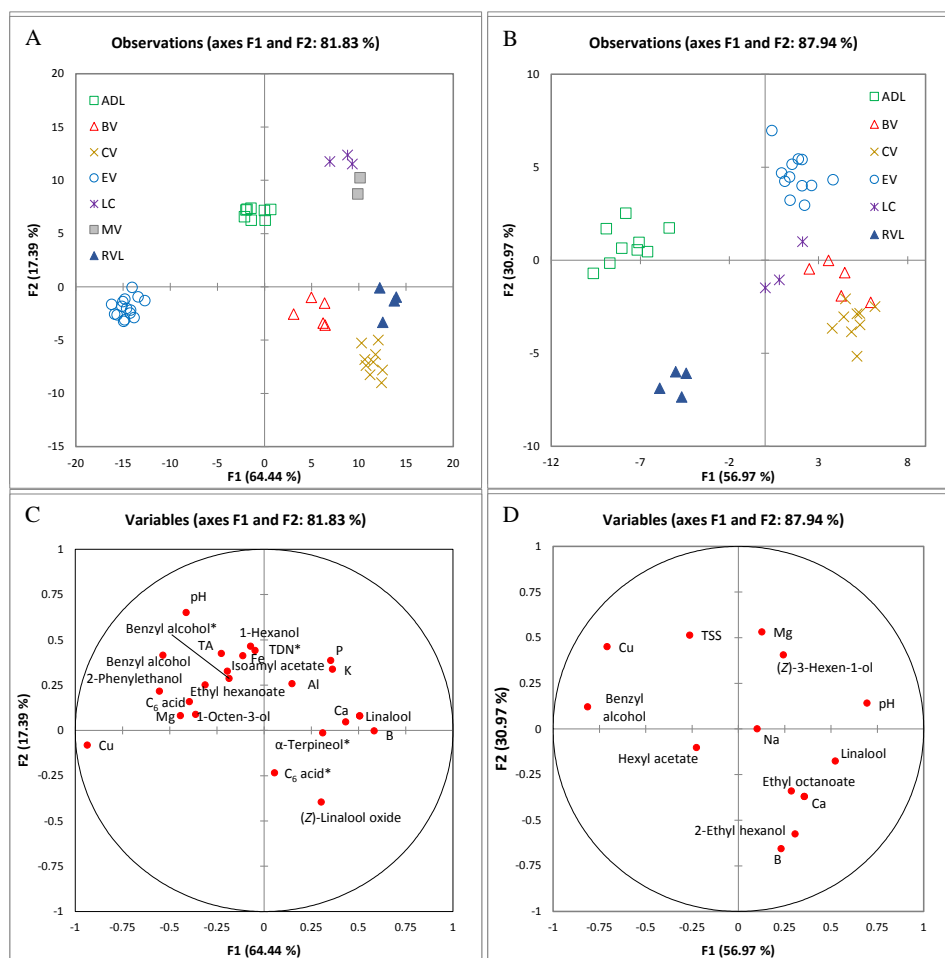 A
Observations (axes F1 and F2: 81.83 %)
20
15
10
5
0
-5
-10
-15
F2 (17.39 %)
ADL
BV
CV
EV
LC
MV
RVL
-20
-15
-10
-5
0
5
10
15
20
F1 (64.44 %)
B
Observations (axes F1 and F2: 87.94 %)
10
5
0
-5
-10
F2 (30.97 %)
ADL
BV
CV
EV
LC
RVL
-12
-7
-2
3
8
F1 (56.97 %)
C
Variables (axes F1 and F2: 81.83 %)
1
0.75
0.5
0.25
0
-0.25
-0.5
-0.75
-1
F2 (17.39 %)
pH
Benzyl alcohol*
1-Hexanol
TA
TDN*
Fe
P
Benzyl alcohol
Isoamyl acetate
K
2-Phenylethanol
Ethyl hexanoate
Al
C6 acid
Mg
1-Octen-3-ol
Ca
Linalool
B
Cu
α-Terpineol*
C6 acid*
(Z)-Linalool oxide
-1
-0.75
-0.5
-0.25
0
0.25
0.5
0.75
1
F1 (64.44 %)
D
Variables (axes F1 and F2: 87.94 %)
1
0.75
0.5
0.25
0
-0.25
-0.5
-0.75
-1
F2 (30.97 %)
Cu
TSS
Mg
(Z)-3-Hexen-1-ol
Benzyl
alcohol
pH
Na
Hexyl acetate
Linalool
Ethyl octanoate
Ca
2-Ethyl hexanol
B
-1
-0.75
-0.5
-0.25
0
0.25
0.5
0.75
1
F1 (56.97 %)